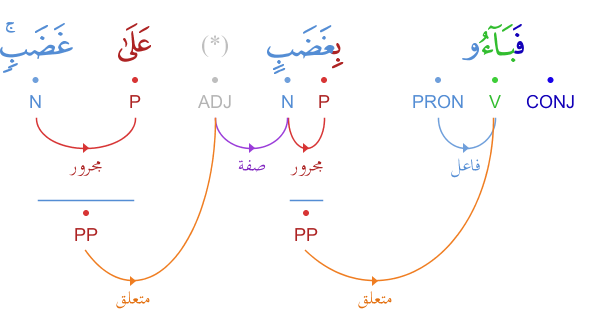 فَبَآءُو بِغَضَبٍ (*) عَلَىٰ غَضَبٍۚ
CONJ V PRON P N ADJ P N
فاعل مجرور صفة مجرور
PP PP
متعلق متعلق